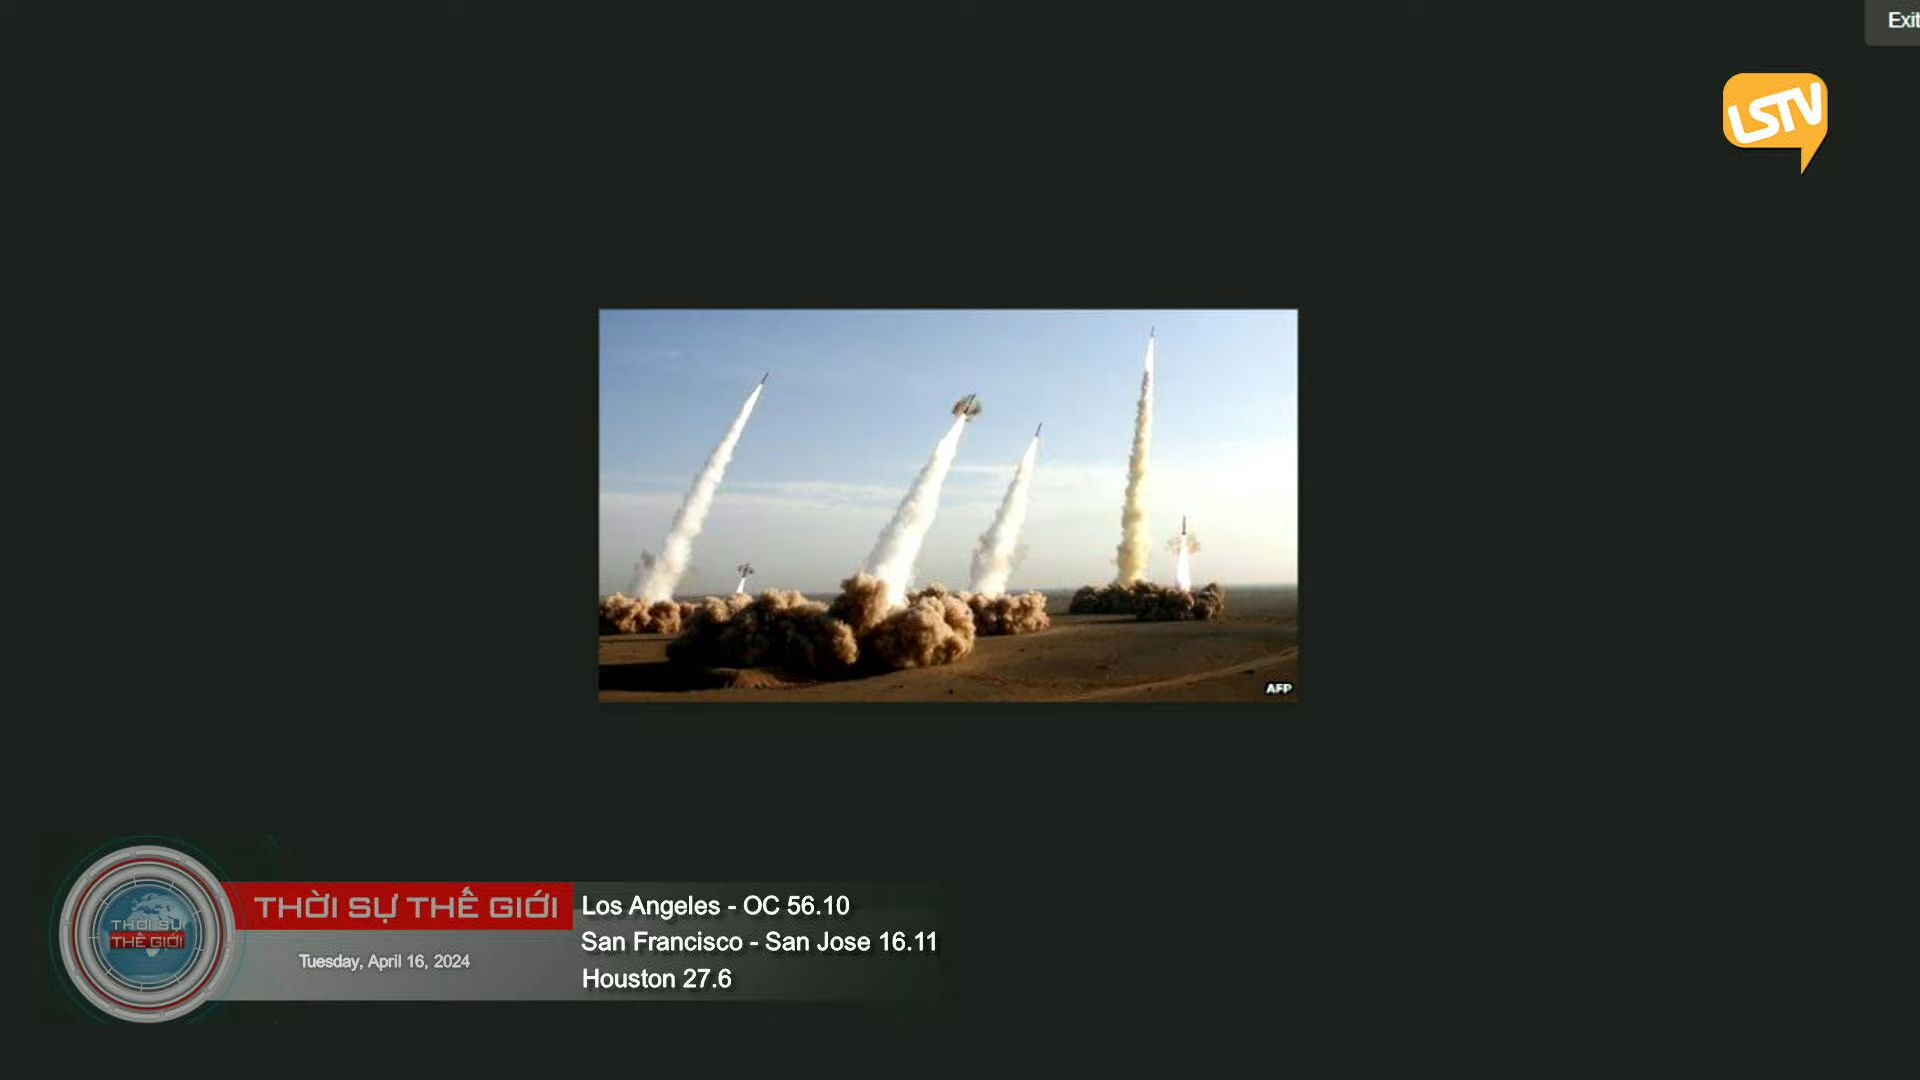 Exit
LSTV
AFP
THỜI SỰ THẾ GIỚI
Tuesday, April 16, 2024
Los Angeles - OC 56.10
San Francisco - San Jose 16.11
Houston 27.6
THỜI SỰ
THẾ GIỚI